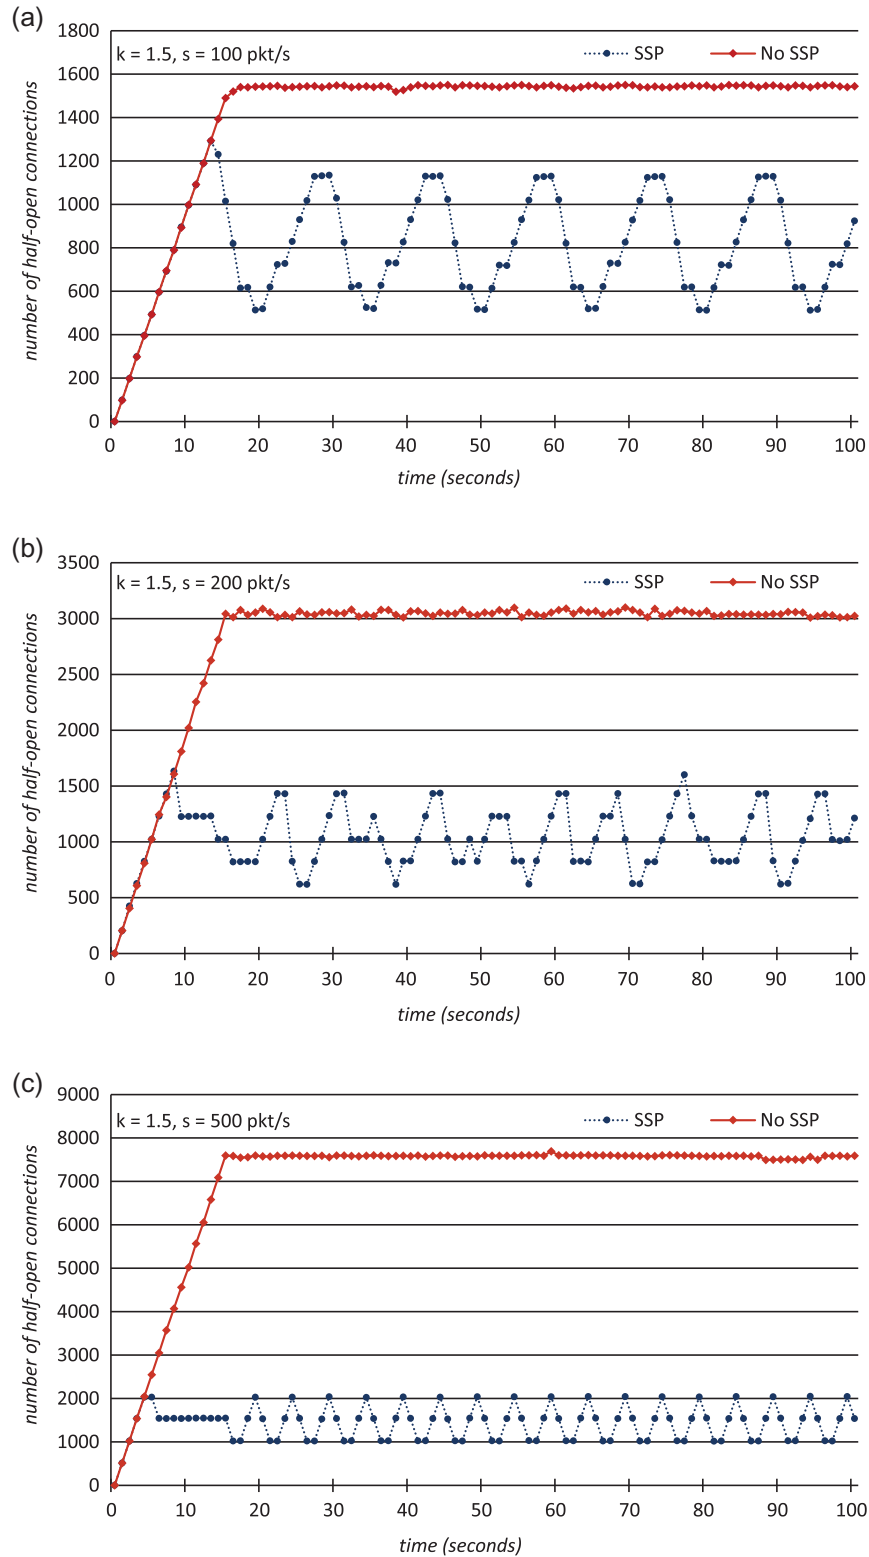 (a)
1800
k = 1.5, s = 100 pkt/s SSP No SSP
1600
1400
1200
1000
800
600
400
200
0
number of half-open connections
0 10 20 30 40 50 60 70 80 90 100
time (seconds)
(b)
3500
k = 1.5, s = 200 pkt/s SSP No SSP
3000
2500
2000
1500
1000
500
0
number of half-open connections
0 10 20 30 40 50 60 70 80 90 100
time (seconds)
(c)
9000
k = 1.5, s = 500 pkt/s SSP No SSP
8000
7000
6000
5000
4000
3000
2000
1000
0
number of half-open connections
0 10 20 30 40 50 60 70 80 90 100
time (seconds)